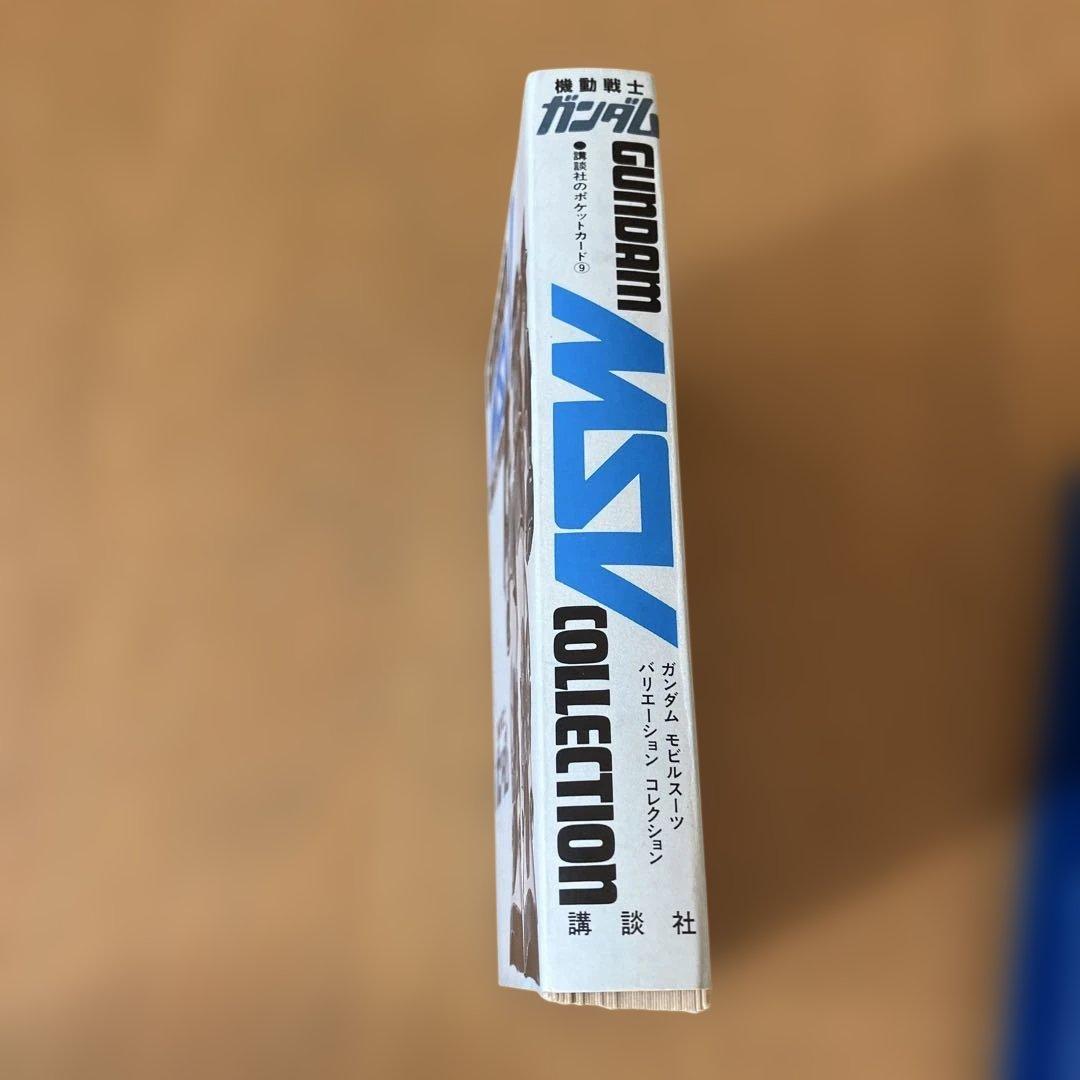 機動戦士
ガンダム
GUNDAM
●講談社のポケットカード⑨
MSV
COLLECTION
ガンダム モビルスーツ
バリエーション コレクション
講談社